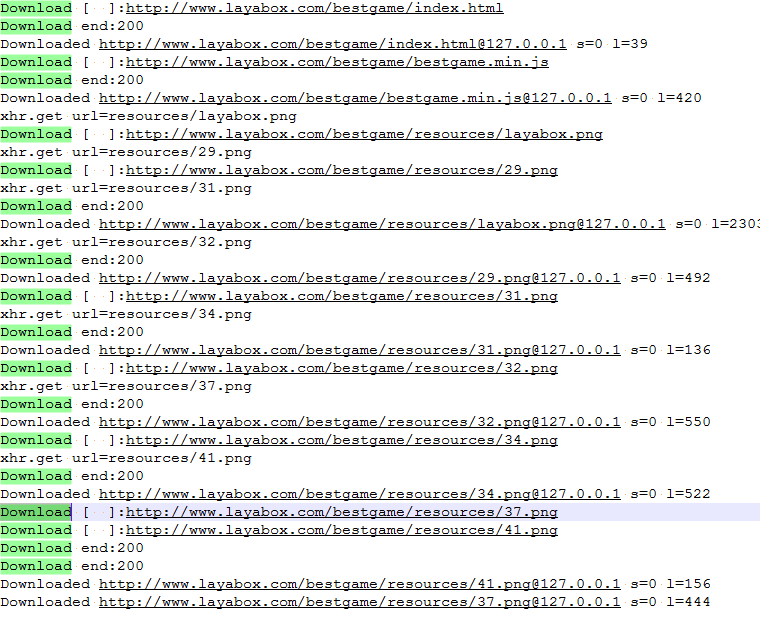 Download [  ]:http://www.layabox.com/bestgame/index.html
Download end:200
Downloaded http://www.layabox.com/bestgame/index.html@127.0.0.1 s=0 l=39
Download [  ]:http://www.layabox.com/bestgame/bestgame.min.js
Download end:200
Downloaded http://www.layabox.com/bestgame/bestgame.min.js@127.0.0.1 s=0 l=420
xhr.get url=resources/layabox.png
Download [  ]:http://www.layabox.com/bestgame/resources/layabox.png
xhr.get url=resources/29.png
Download [  ]:http://www.layabox.com/bestgame/resources/29.png
xhr.get url=resources/31.png
Download end:200
Downloaded http://www.layabox.com/bestgame/resources/layabox.png@127.0.0.1 s=0 l=2303
xhr.get url=resources/32.png
Download end:200
Downloaded http://www.layabox.com/bestgame/resources/29.png@127.0.0.1 s=0 l=492
Download [  ]:http://www.layabox.com/bestgame/resources/31.png
xhr.get url=resources/34.png
Download end:200
Downloaded http://www.layabox.com/bestgame/resources/31.png@127.0.0.1 s=0 l=136
Download [  ]:http://www.layabox.com/bestgame/resources/32.png
xhr.get url=resources/37.png
Download end:200
Downloaded http://www.layabox.com/bestgame/resources/32.png@127.0.0.1 s=0 l=550
Download [  ]:http://www.layabox.com/bestgame/resources/34.png
xhr.get url=resources/41.png
Download end:200
Downloaded http://www.layabox.com/bestgame/resources/34.png@127.0.0.1 s=0 l=522
Download [  ]:http://www.layabox.com/bestgame/resources/37.png
Download [  ]:http://www.layabox.com/bestgame/resources/41.png
Download end:200
Download end:200
Downloaded http://www.layabox.com/bestgame/resources/41.png@127.0.0.1 s=0 l=156
Downloaded http://www.layabox.com/bestgame/resources/37.png@127.0.0.1 s=0 l=444